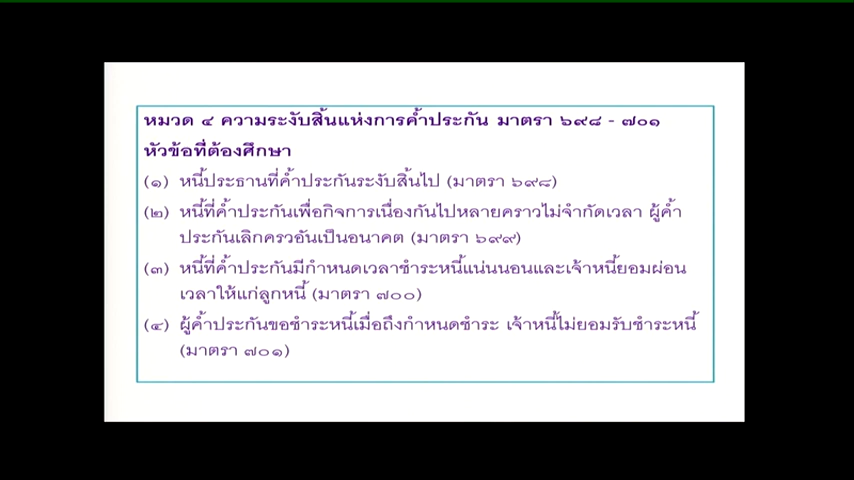 หมวด ๔ ความระงับสิ้นแห่งการค้ำประกัน มาตรา ๖๙๘ - ๗๐๑
หัวข้อที่ต้องศึกษา
(๑) หนี้ประธานที่ค้ำประกันระงับสิ้นไป (มาตรา ๖๙๘)
(๒) หนี้ที่ค้ำประกันเพื่อกิจการเนื่องกันไปหลายคราวไม่จำกัดเวลา ผู้ค้ำ
ประกันเลิกคราวอันเป็นอนาคต (มาตรา ๖๙๙)
(๓) หนี้ที่ค้ำประกันมีกำหนดเวลาชำระหนี้แน่นนอนและเจ้าหนี้ยอมผ่อน
เวลาให้แก่ลูกหนี้ (มาตรา ๗๐๐)
(๔) ผู้ค้ำประกันขอชำระหนี้เมื่อถึงกำหนดชำระ เจ้าหนี้ไม่ยอมรับชำระหนี้
(มาตรา ๗๐๑)